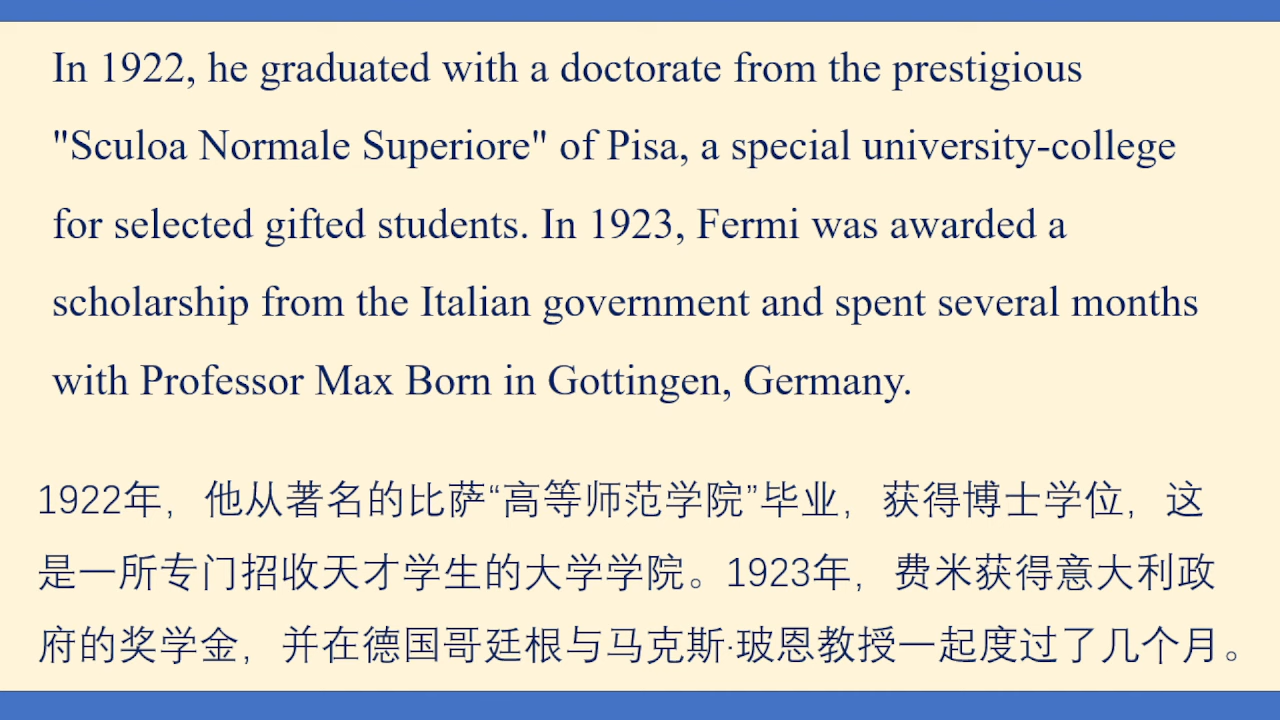 In 1922, he graduated with a doctorate from the prestigious
"Sculoa Normale Superiore" of Pisa, a special university-college
for selected gifted students. In 1923, Fermi was awarded a
scholarship from the Italian government and spent several months
with Professor Max Born in Gottingen, Germany.
1922年，他从著名的比萨“高等师范学院”毕业，获得博士学位，这
是一所专门招收天才学生的大学学院。1923年，费米获得意大利政
府的奖学金，并在德国哥廷根与马克斯·玻恩教授一起度过了几个月。